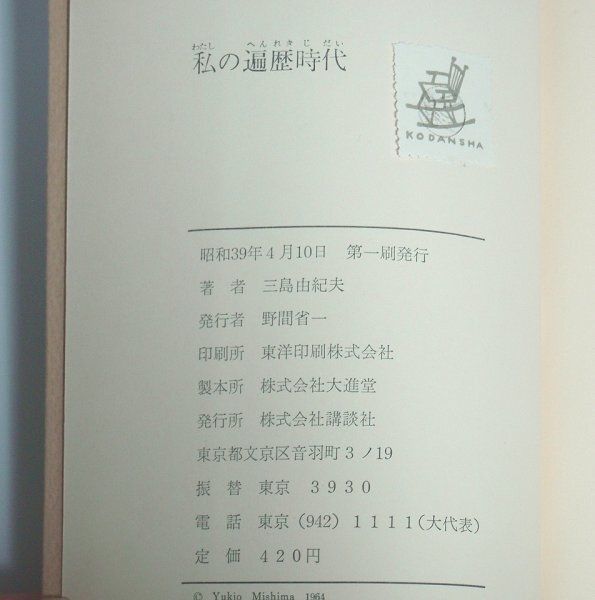 わたし へんれきじだい
私の遍歴時代
KODANSHA
昭和39年4月10日 第一刷発行
著者 三島由紀夫
発行者 野間省一
印刷所 東洋印刷株式会社
製本所 株式会社大進堂
発行所 株式会社講談社
東京都文京区音羽町3ノ19
振替 東京 3930
電話 東京(942)1111(大代表)
定価 420円
© Yukio Mishima 1964